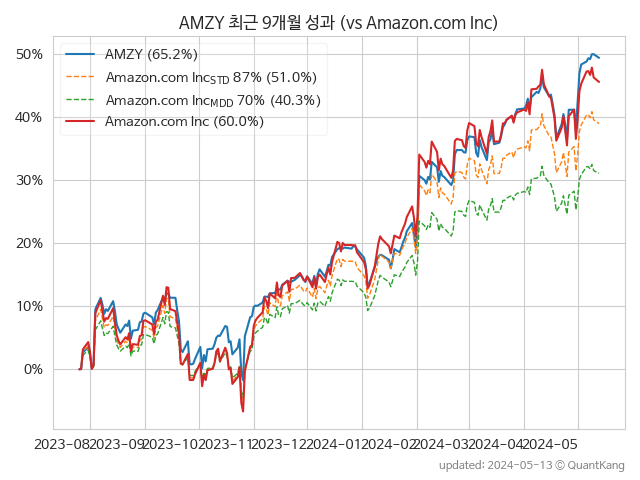 AMZY 최근 9개월 성과 (vs Amazon.com Inc)
AMZY (65.2%)
Amazon.com IncSTD 87% (51.0%)
Amazon.com IncMDD 70% (40.3%)
Amazon.com Inc (60.0%)
50%
40%
30%
20%
10%
0%
2023-08 2023-09 2023-10 2023-11 2023-12 2024-01 2024-02 2024-03 2024-04 2024-05
updated: 2024-05-13 ⓒ QuantKang